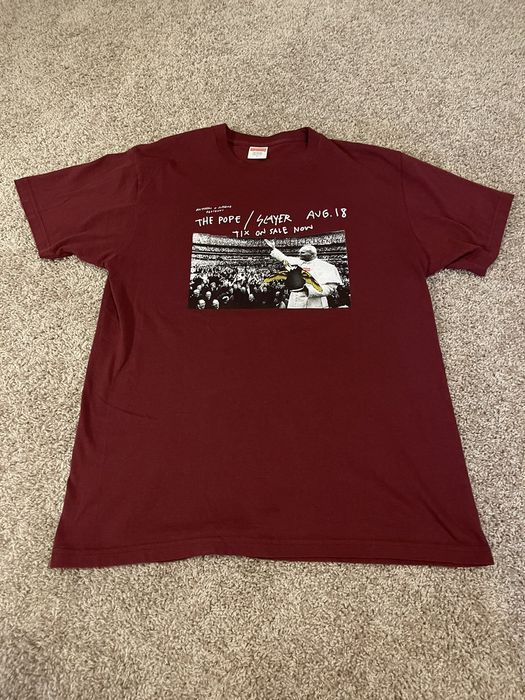 THE POPE / SLAYER AUG. 18
TIX ON SALE NOW